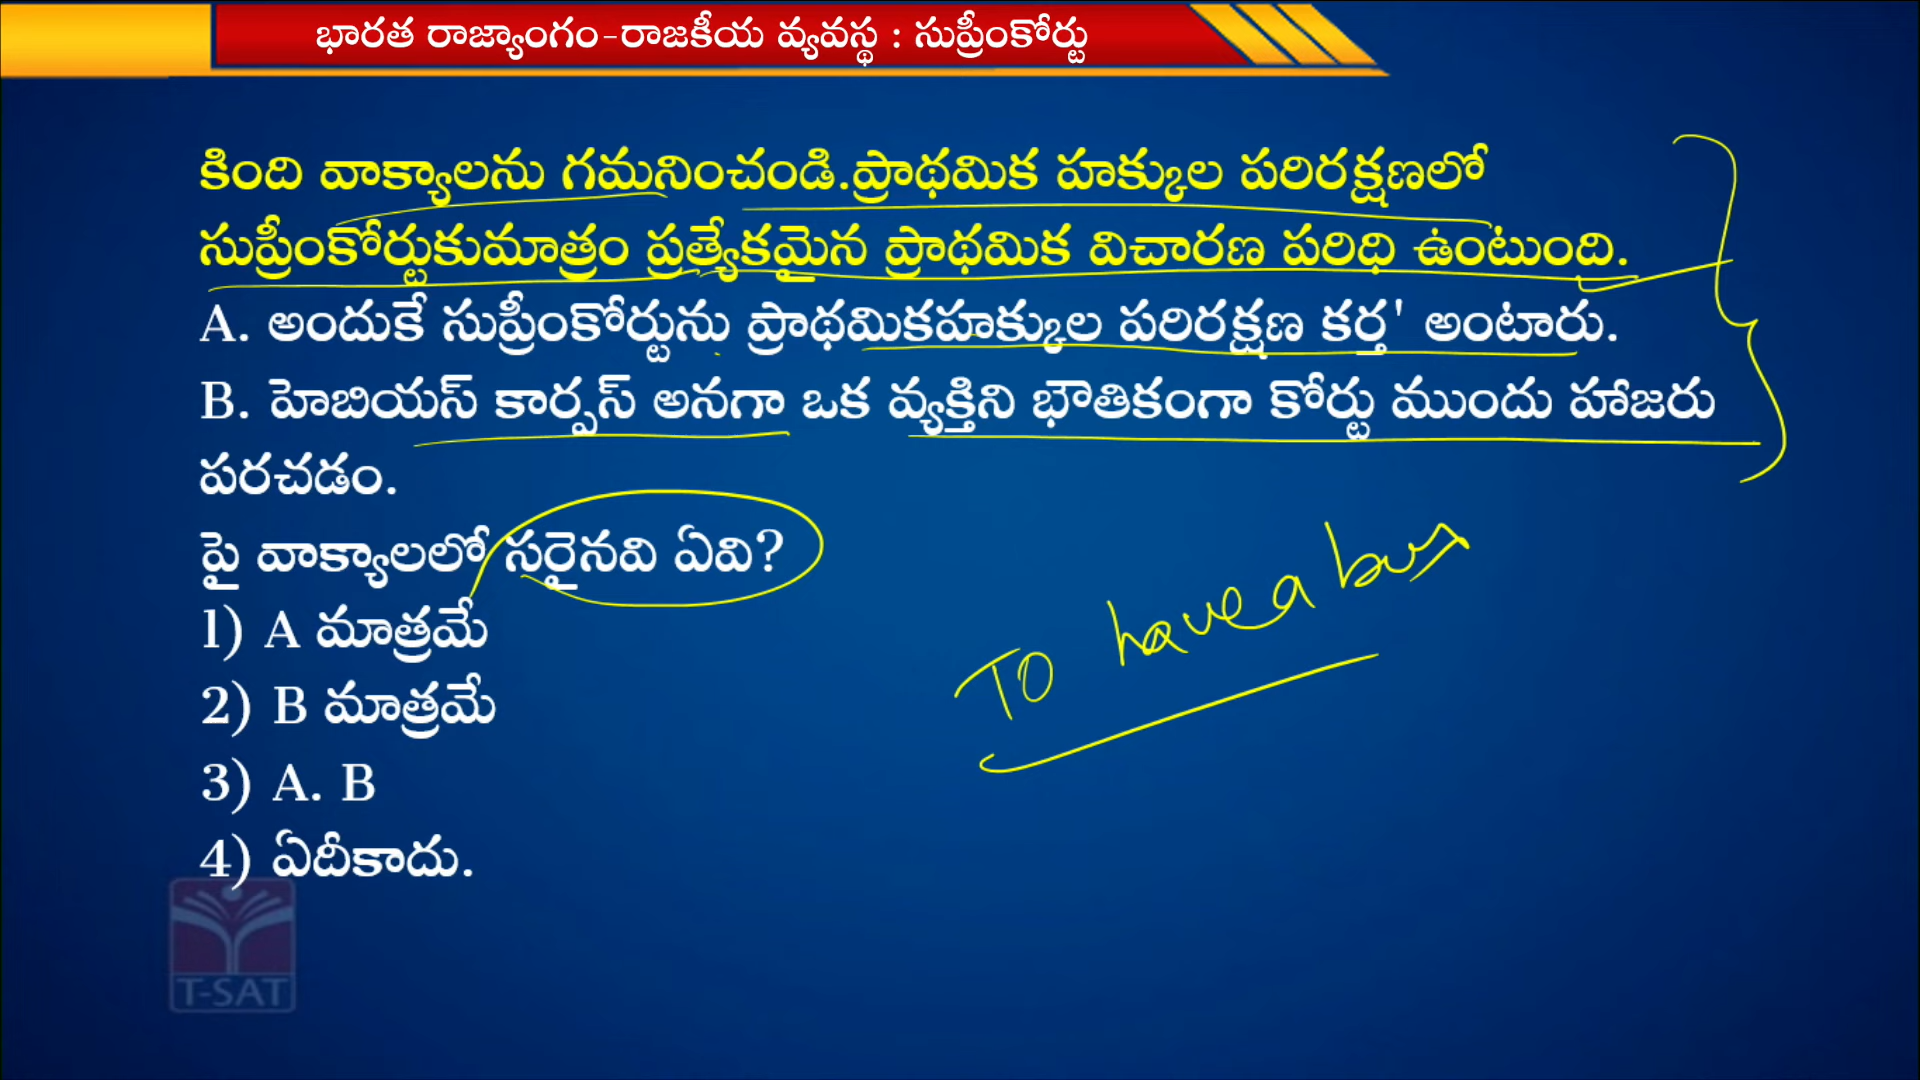 భారత రాజ్యాంగం-రాజకీయ వ్యవస్థ : సుప్రీంకోర్టు
కింది వాక్యాలను గమనించండి.ప్రాథమిక హక్కుల పరిరక్షణలో
సుప్రీంకోర్టుకుమాత్రం ప్రత్యేకమైన ప్రాథమిక విచారణ పరిధి ఉంటుంది.
A. అందుకే సుప్రీంకోర్టును ప్రాథమికహక్కుల పరిరక్షణ కర్త' అంటారు.
B. హెబియస్ కార్పస్ అనగా ఒక వ్యక్తిని భౌతికంగా కోర్టు ముందు హాజరు
పరచడం.
పై వాక్యాలలో సరైనవి ఏవి?
1) A మాత్రమే
2) B మాత్రమే
3) A. B
4) ఏదీకాదు.
To have a
T-SAT